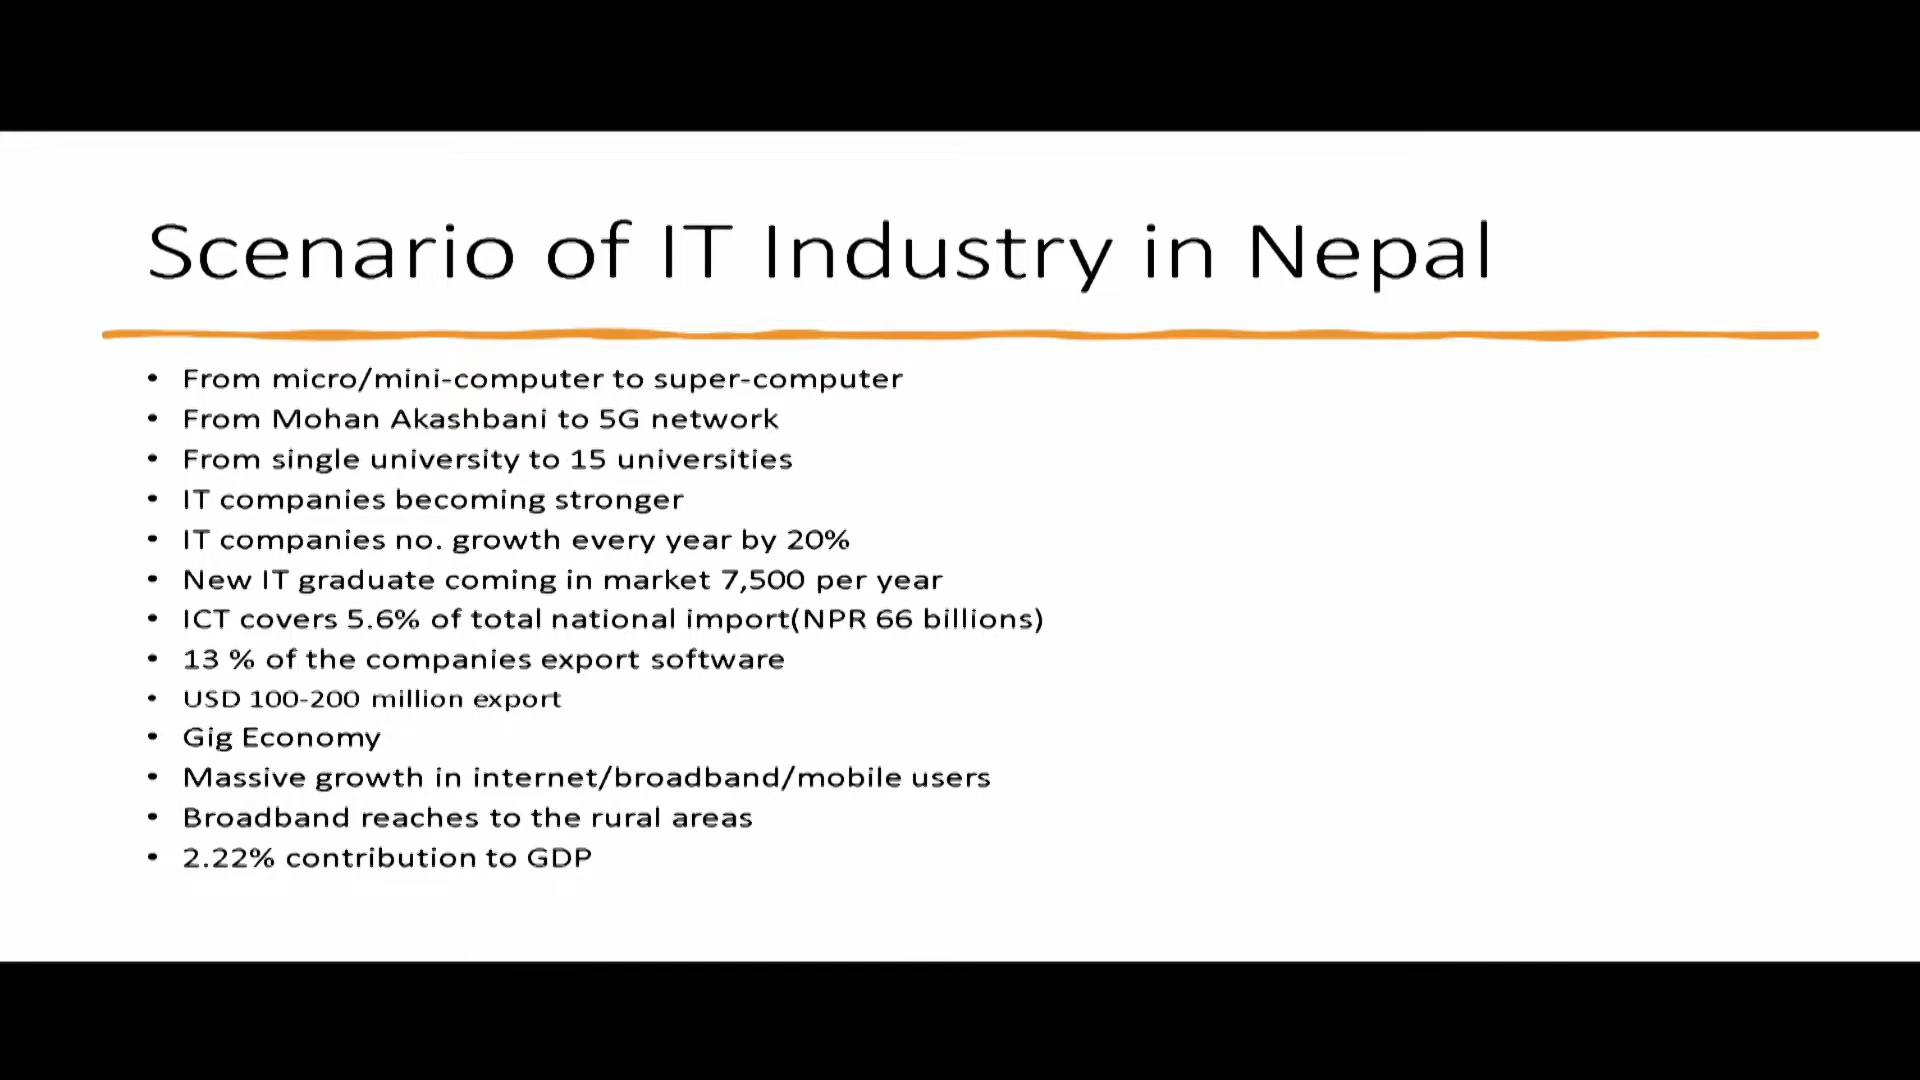 Scenario of IT Industry in Nepal
• From micro/mini-computer to super-computer
• From Mohan Akashbani to 5G network
• From single university to 15 universities
• IT companies becoming stronger
• IT companies no. growth every year by 20%
• New IT graduate coming in market 7,500 per year
• ICT covers 5.6% of total national import(NPR 66 billions)
• 13 % of the companies export software
• USD 100-200 million export
• Gig Economy
• Massive growth in internet/broadband/mobile users
• Broadband reaches to the rural areas
• 2.22% contribution to GDP